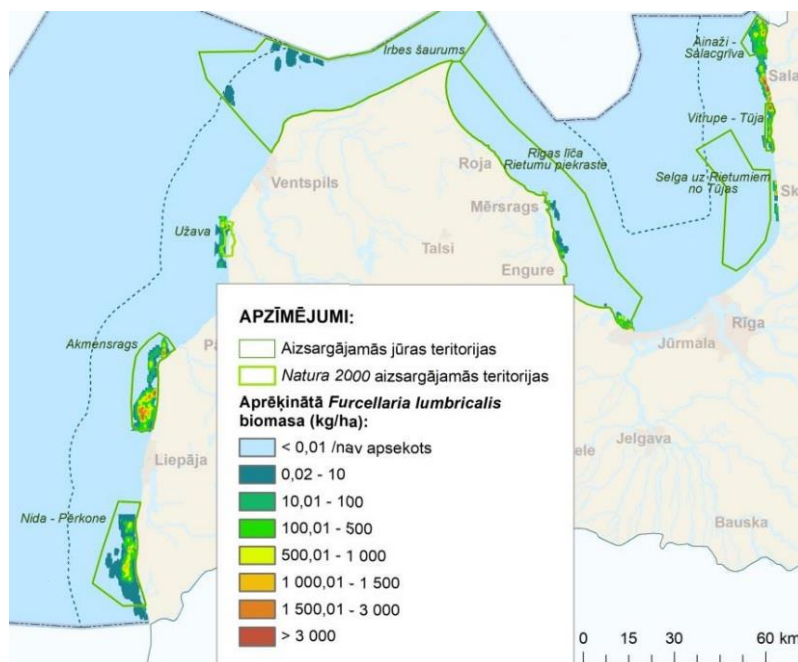 Irbes šaurums
Ainaži -
Salacgrīva
Sala
Vitrupe - Tūja
Rīgas līča
Rietumu piekraste
Roja
Selga uz Rietumiem
no Tūjas
Sk
Ventspils
Mērsrags
Užava
Talsi
Engure
Akmensrags
Pā
Rīga
Jūrmala
Liepāja
Jelgava
ele
Nida - Pērkone
Bauska
APZĪMĒJUMI:
Aizsargājamās jūras teritorijas
Natura 2000 aizsargājamās teritorijas
Aprēķinātā Furcellaria lumbricalis
biomasa (kg/ha):
< 0,01 /nav apsekots
0,02 - 10
10,01 - 100
100,01 - 500
500,01 - 1 000
1 000,01 - 1 500
1 500,01 - 3 000
> 3 000
0 15 30 60 km